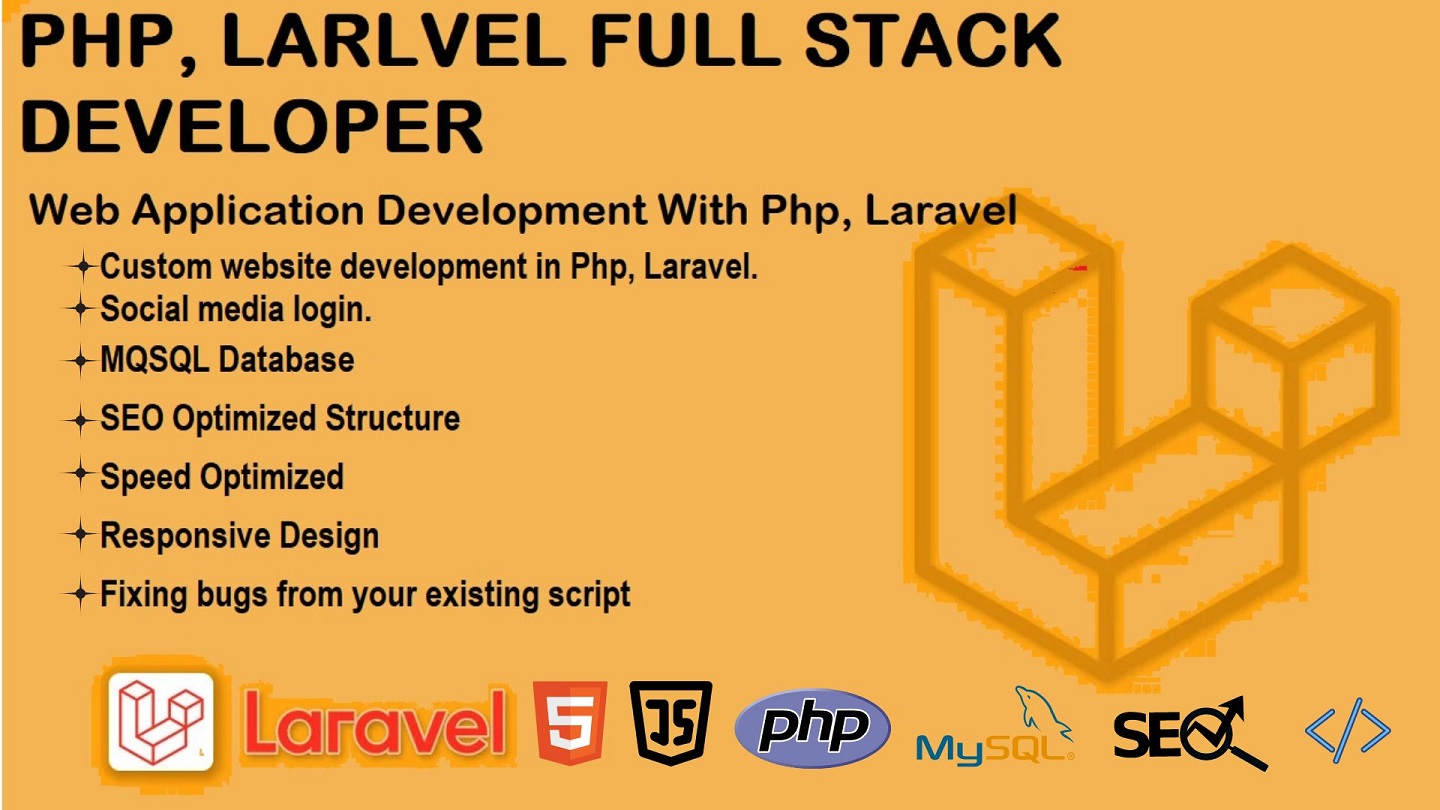 PHP, LARLVEL FULL STACK
DEVELOPER
Web Application Development With Php, Laravel
Custom website development in Php, Laravel.
Social media login.
MQSQL Database
SEO Optimized Structure
Speed Optimized
Responsive Design
Fixing bugs from your existing script
L Laravel 5 JS php MySQL® SEO </>